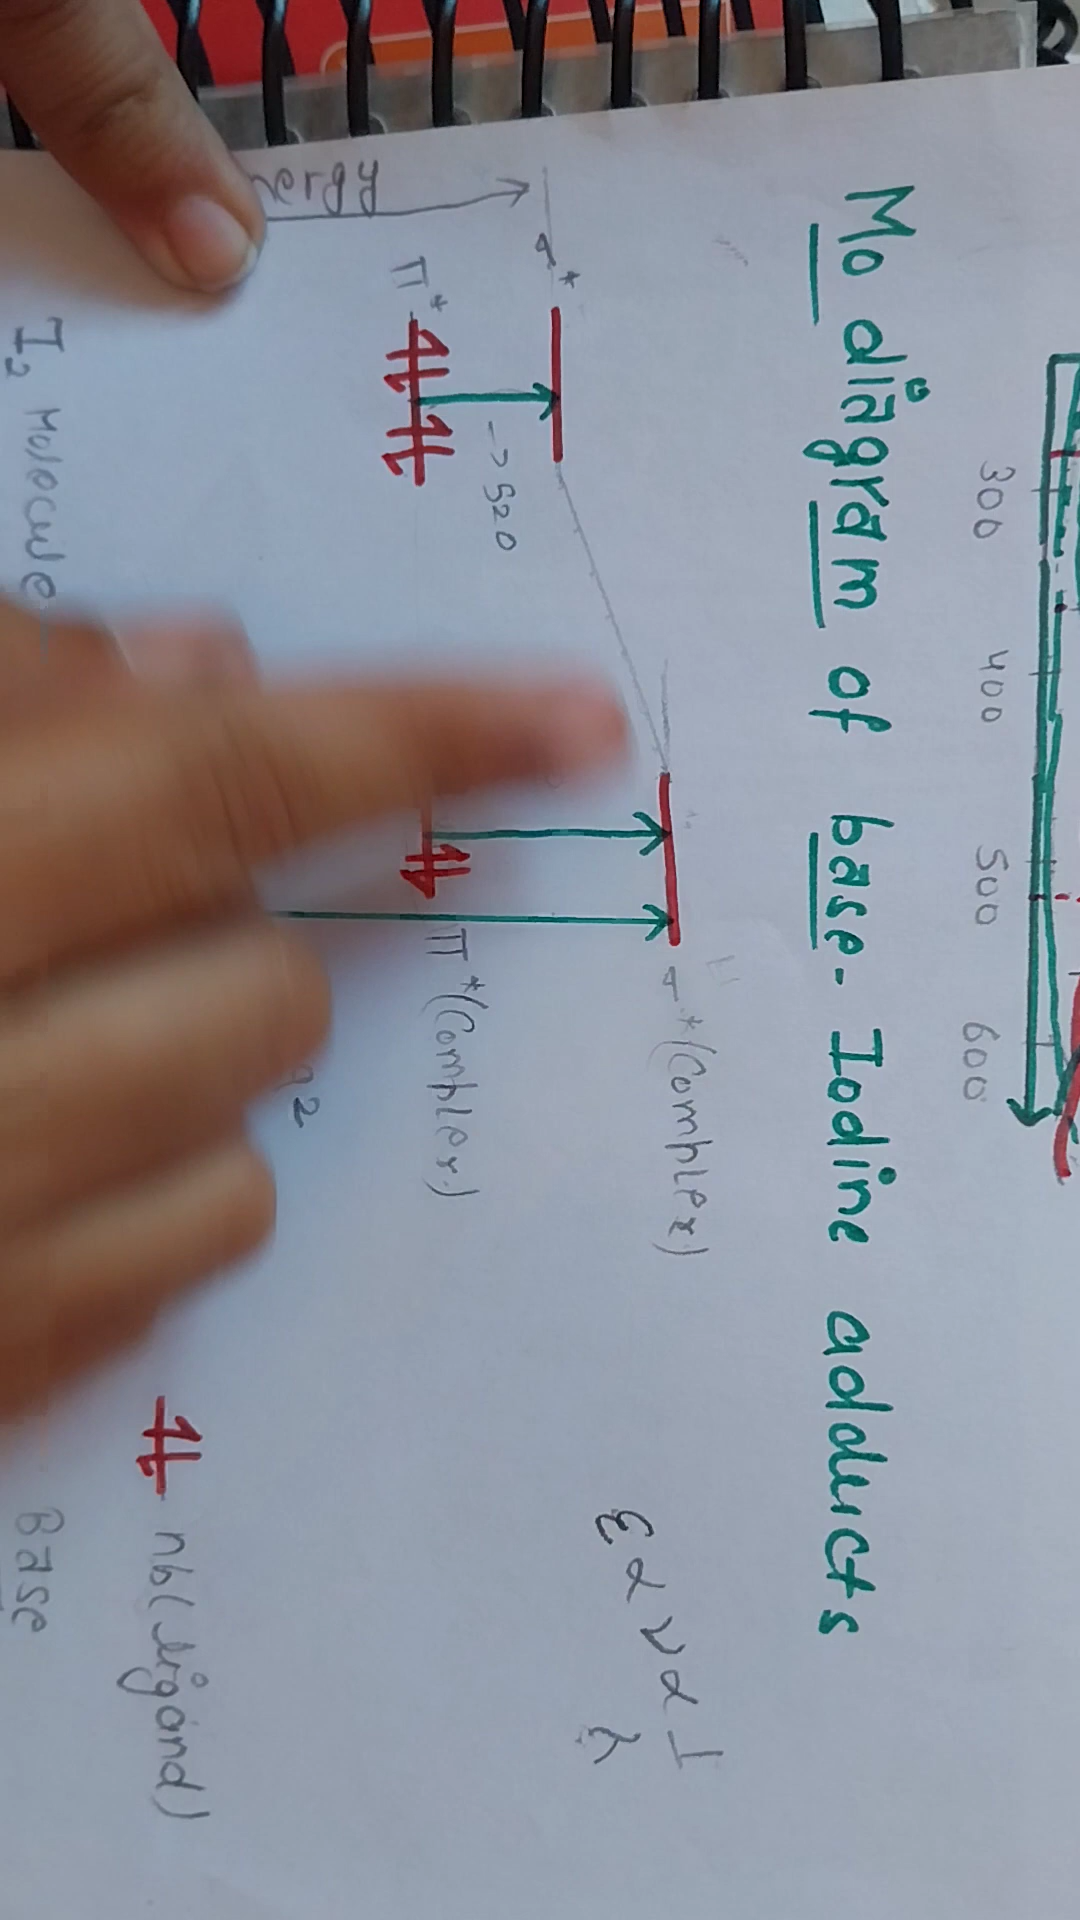 300 400 500 600
Mo diagram of base- Iodine adducts
σ* (Complex)
E α ν α 1
λ
σ*
-> 520
π*
π* (Complex)
nb (ligand)
I2 Molecule
Base